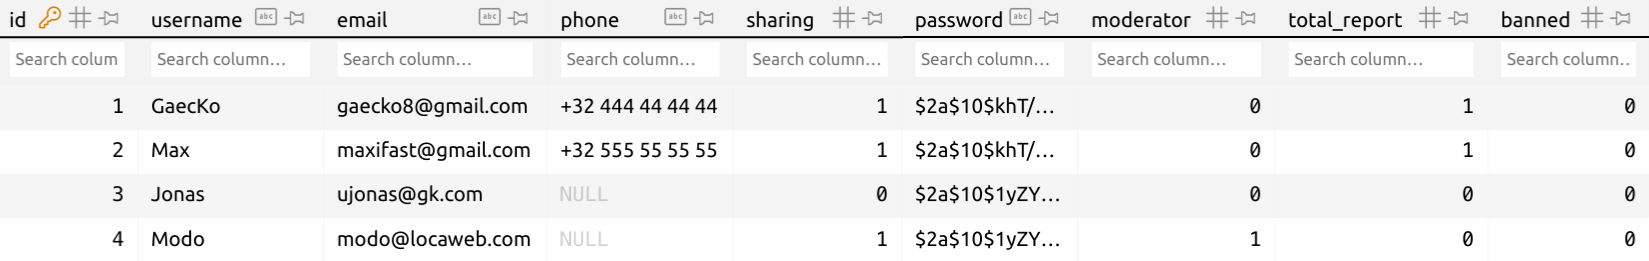 id username email phone sharing password moderator total_report banned
Search colum Search column... Search column... Search column... Search column... Search column... Search column... Search column... Search column..
1 GaecKo gaecko8@gmail.com +32 444 44 44 44 1 $2a$10$khT/... 0 1 0
2 Max maxifast@gmail.com +32 555 55 55 55 1 $2a$10$khT/... 0 1 0
3 Jonas ujonas@gk.com NULL 0 $2a$10$1yZY... 0 0 0
4 Modo modo@locaweb.com NULL 1 $2a$10$1yZY... 1 0 0